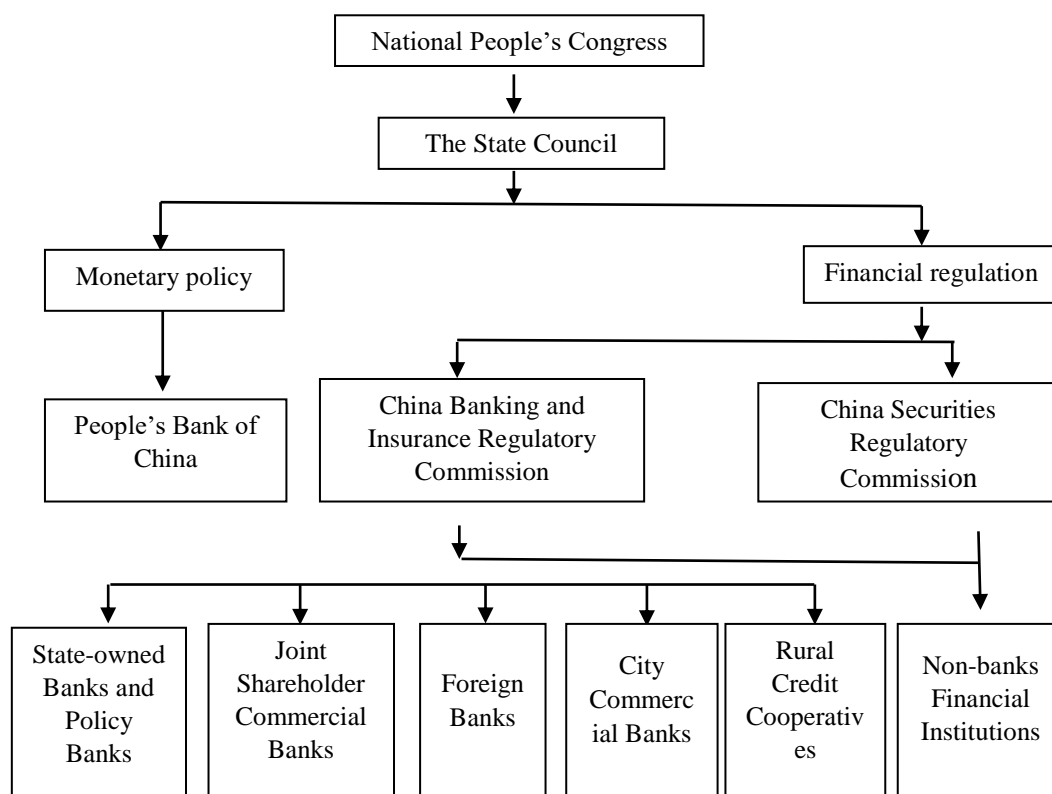 National People’s Congress
The State Council
Monetary policy
Financial regulation
People’s Bank of
China
China Banking and
Insurance Regulatory
Commission
China Securities
Regulatory
Commission
State-owned
Banks and
Policy
Banks
Joint
Shareholder
Commercial
Banks
Foreign
Banks
City
Commerc
ial Banks
Rural
Credit
Cooperativ
es
Non-banks
Financial
Institutions